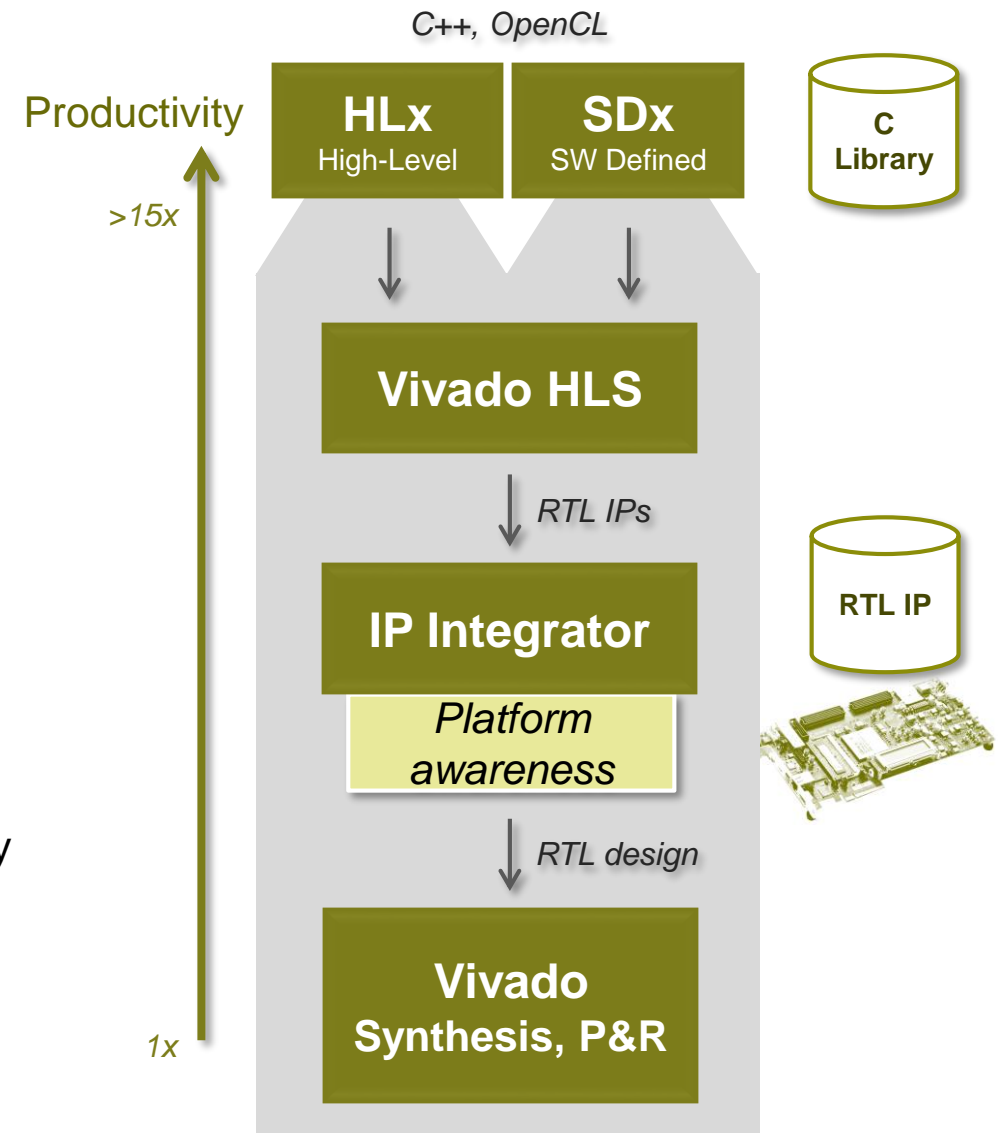 C++, OpenCL
Productivity
HLx
High-Level
SDx
SW Defined
C
Library
>15x
Vivado HLS
RTL IPs
IP Integrator
RTL IP
Platform
awareness
y
RTL design
Vivado
Synthesis, P&R
1x